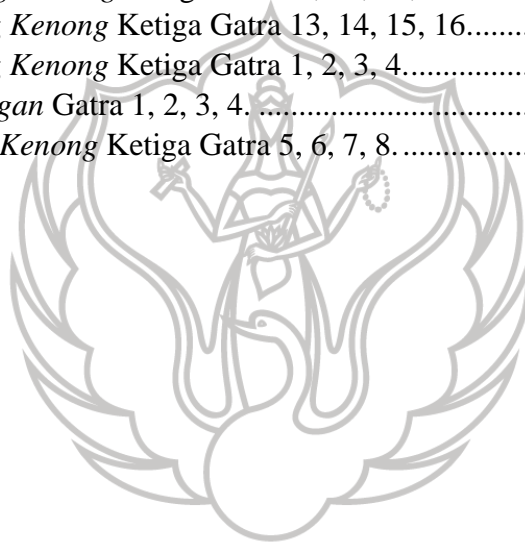 Kenong Ketiga Gatra 13, 14, 15, 16.......
Kenong Ketiga Gatra 1, 2, 3, 4..................
gan Gatra 1, 2, 3, 4. ......................................
Kenong Ketiga Gatra 5, 6, 7, 8. ..................